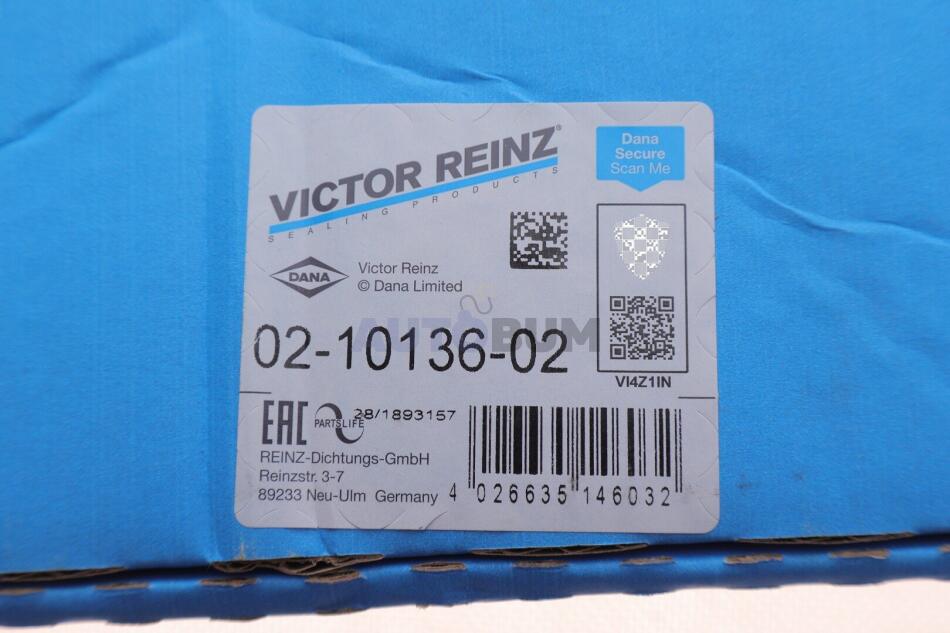 VICTOR REINZ®
SEALING PRODUCTS
Dana
Secure
Scan Me
DANA
Victor Reinz
© Dana Limited
AUTOBUM
02-10136-02
VI4Z1IN
EAC
PARTSLIFE
28/1893157
REINZ-Dichtungs-GmbH
Reinzstr. 3-7
89233 Neu-Ulm Germany
4 026635 146032